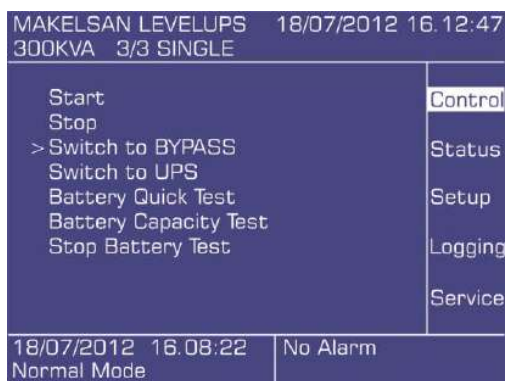 MAKELSAN LEVELUPS 18/07/2012 16.12:47
300KVA 3/3 SINGLE
Start
Stop
>Switch to BYPASS
Switch to UPS
Battery Quick Test
Battery Capacity Test
Stop Battery Test
Control
Status
Setup
Logging
Service
18/07/2012 16.08:22
Normal Mode
No Alarm